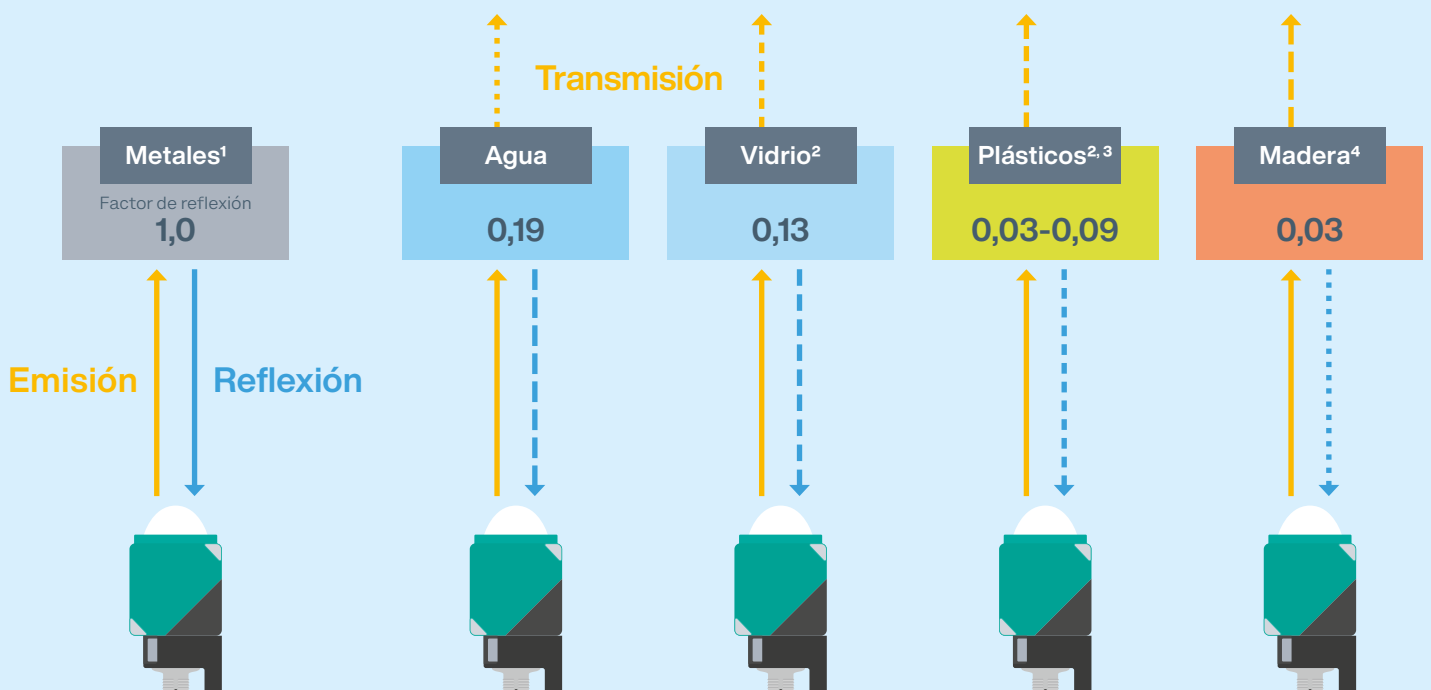 Transmisión
Metales¹
Agua
Vidrio²
Plásticos²,³
Madera⁴
Factor de reflexión
1,0
0,19
0,13
0,03-0,09
0,03
Emisión
Reflexión